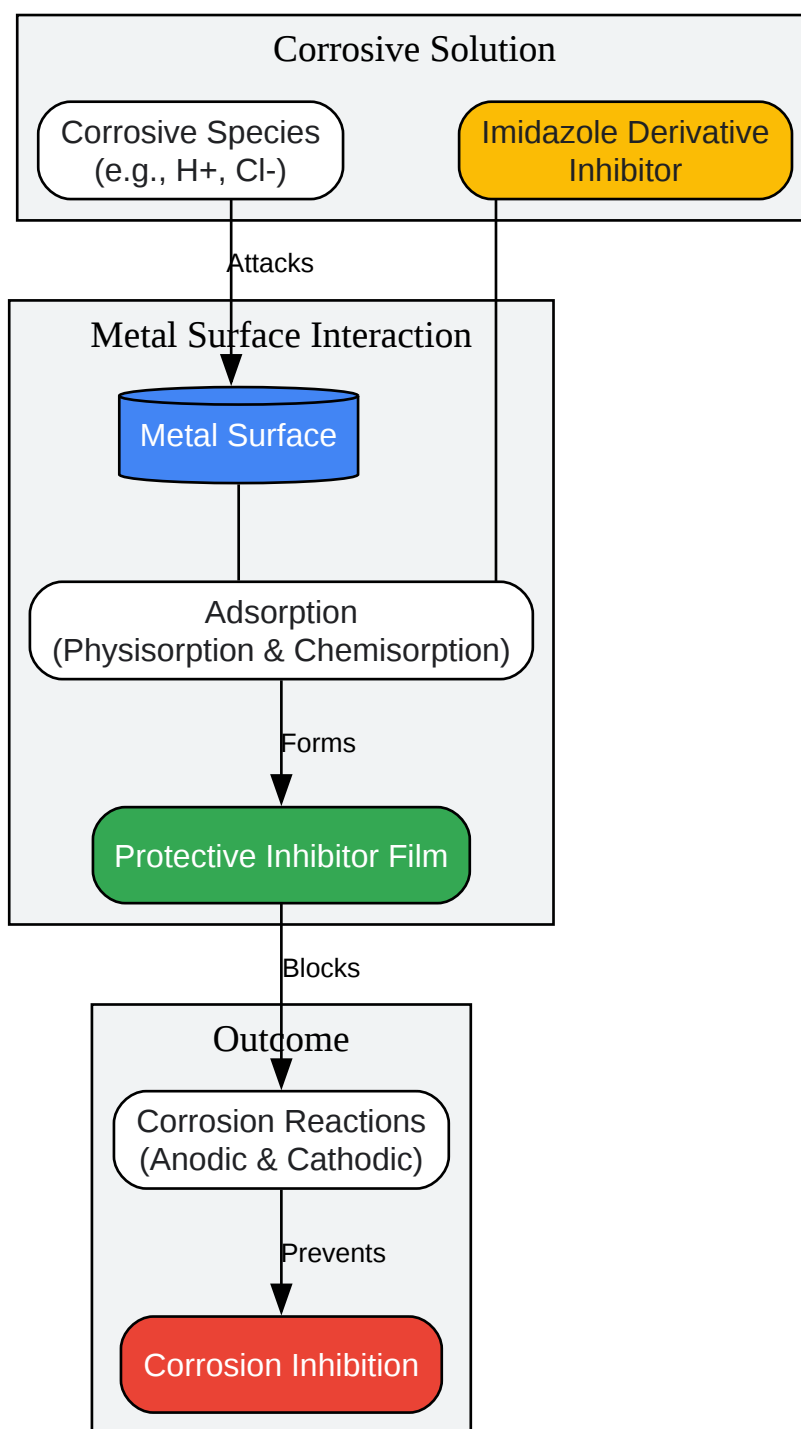 Corrosive Solution
Corrosive Species
(e.g., H+, Cl-)
Imidazole Derivative
Inhibitor
Attacks
Metal Surface Interaction
Metal Surface
Adsorption
(Physisorption & Chemisorption)
Forms
Protective Inhibitor Film
Blocks
Outcome
Corrosion Reactions
(Anodic & Cathodic)
Prevents
Corrosion Inhibition